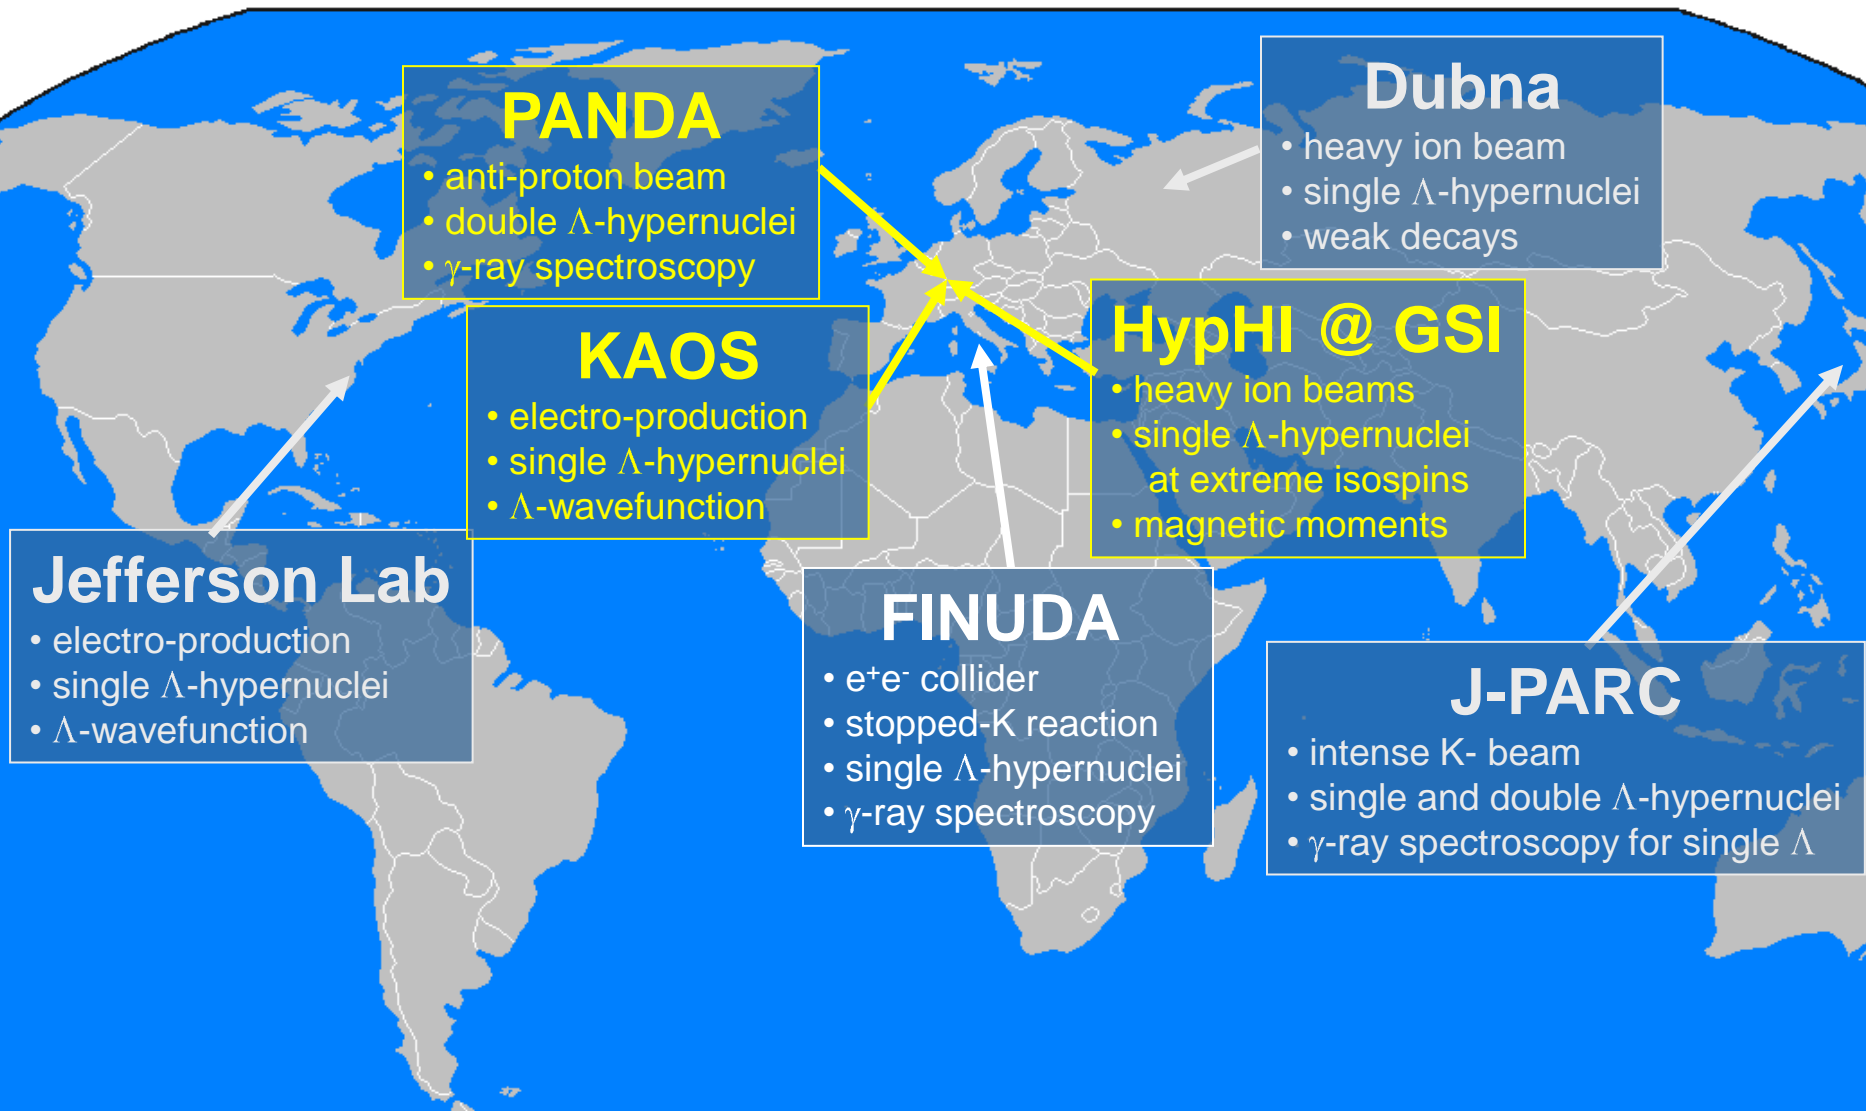 PANDA
• anti-proton beam
• double Λ-hypernuclei
• γ-ray spectroscopy
Dubna
• heavy ion beam
• single Λ-hypernuclei
• weak decays
KAOS
• electro-production
• single Λ-hypernuclei
• Λ-wavefunction
HypHI @ GSI
• heavy ion beams
• single Λ-hypernuclei
at extreme isospins
• magnetic moments
Jefferson Lab
• electro-production
• single Λ-hypernuclei
• Λ-wavefunction
FINUDA
• e⁺e⁻ collider
• stopped-K reaction
• single Λ-hypernuclei
• γ-ray spectroscopy
J-PARC
• intense K- beam
• single and double Λ-hypernuclei
• γ-ray spectroscopy for single Λ